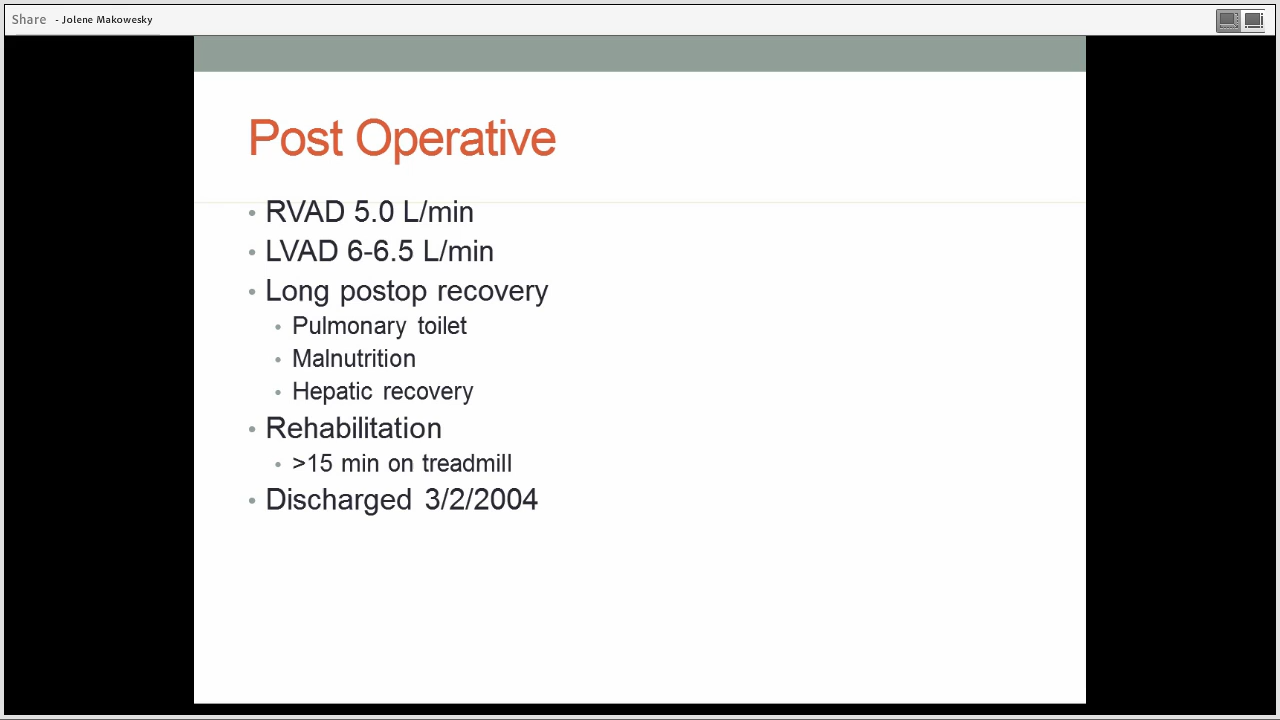 Share - Jolene Makowesky
Post Operative
• RVAD 5.0 L/min
• LVAD 6-6.5 L/min
• Long postop recovery
• Pulmonary toilet
• Malnutrition
• Hepatic recovery
• Rehabilitation
• >15 min on treadmill
• Discharged 3/2/2004